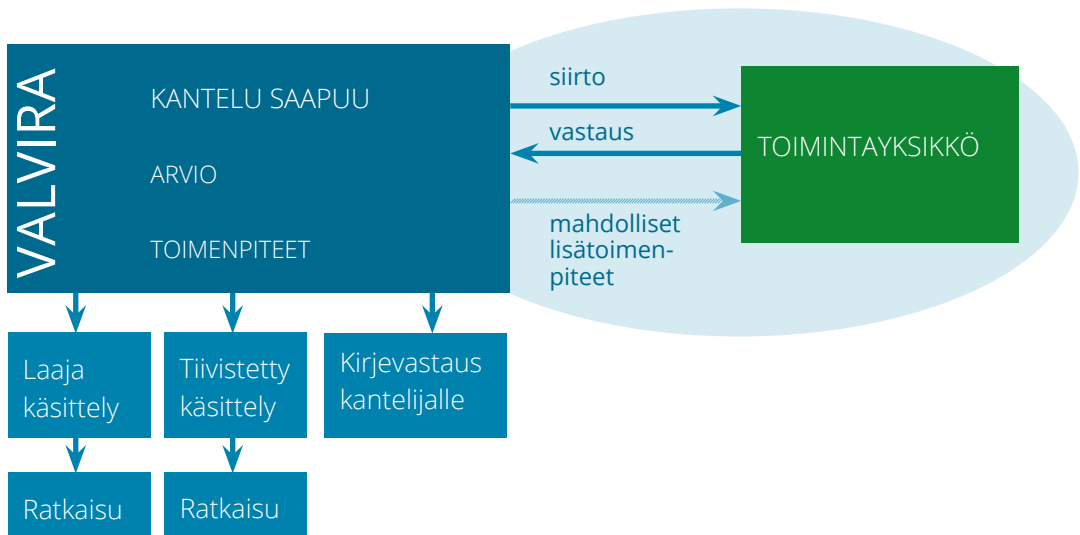 VALVIRA
KANTELU SAAPUU
ARVIO
TOIMENPITEET
siirto
vastaus
mahdolliset
lisätoimen-
piteet
TOIMINTAYKSIKKÖ
Laaja
käsittely
Tiivistetty
käsittely
Kirjevastaus
kantelijalle
Ratkaisu
Ratkaisu